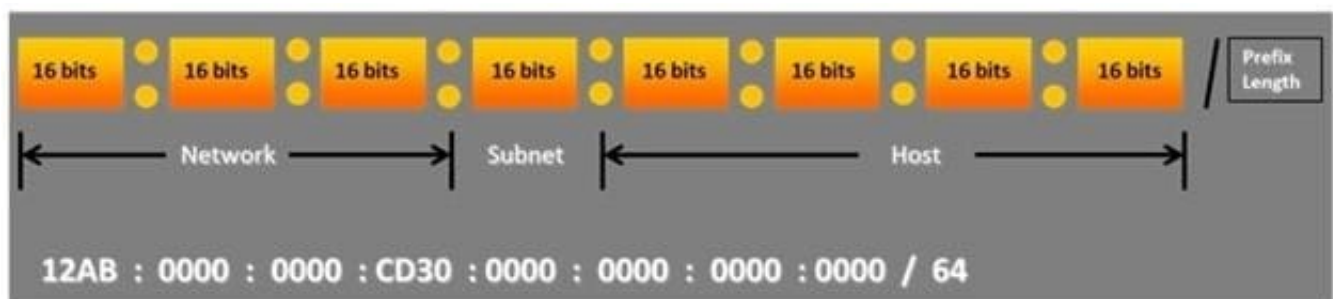 16 bits 16 bits 16 bits 16 bits 16 bits 16 bits 16 bits 16 bits / Prefix
Length
Network Subnet Host
12AB : 0000 : 0000 : CD30 : 0000 : 0000 : 0000 : 0000 / 64